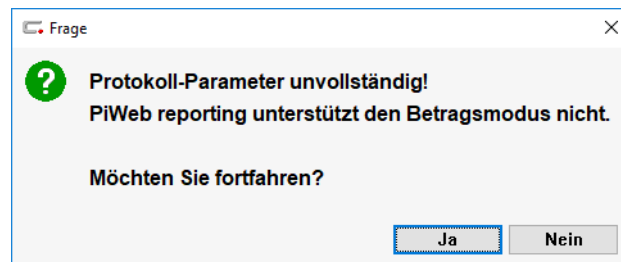 Frage
Protokoll-Parameter unvollständig!
PiWeb reporting unterstützt den Betragsmodus nicht.
Möchten Sie fortfahren?
Ja
Nein